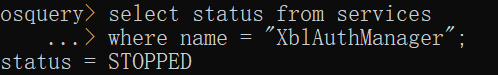 osquery> select status from services
    ...> where name = "XblAuthManager";
status = STOPPED